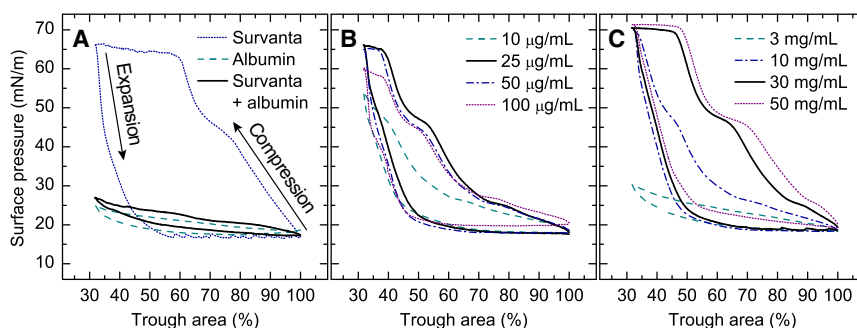 Surface pressure (mN/m)
70
60
50
40
30
20
10
A
Survanta
Albumin
Survanta
+ albumin
Expansion
Compression
30 40 50 60 70 80 90 100
Trough area (%)
B
10 μg/mL
25 μg/mL
50 μg/mL
100 μg/mL
30 40 50 60 70 80 90 100
Trough area (%)
C
3 mg/mL
10 mg/mL
30 mg/mL
50 mg/mL
30 40 50 60 70 80 90 100
Trough area (%)